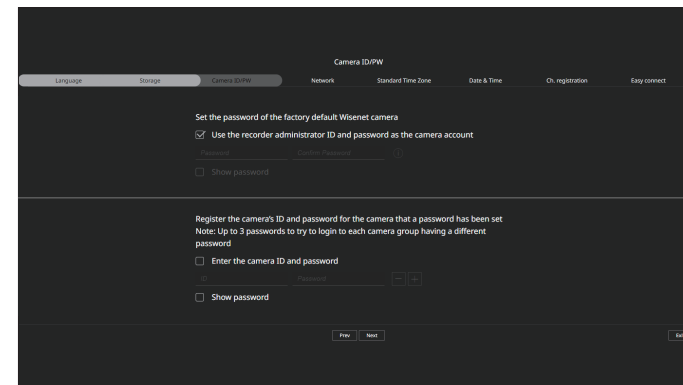 Camera ID/PW
Language Storage Camera ID/PW Network Standard Time Zone Date & Time Ch. registration Easy connect
Set the password of the factory default Wisenet camera
Use the recorder administrator ID and password as the camera account
Password Confirm Password
Show password
Register the camera's ID and password for the camera that a password has been set
Note: Up to 3 passwords to try to login to each camera group having a different
password
Enter the camera ID and password
ID Password
Show password
Prev Next